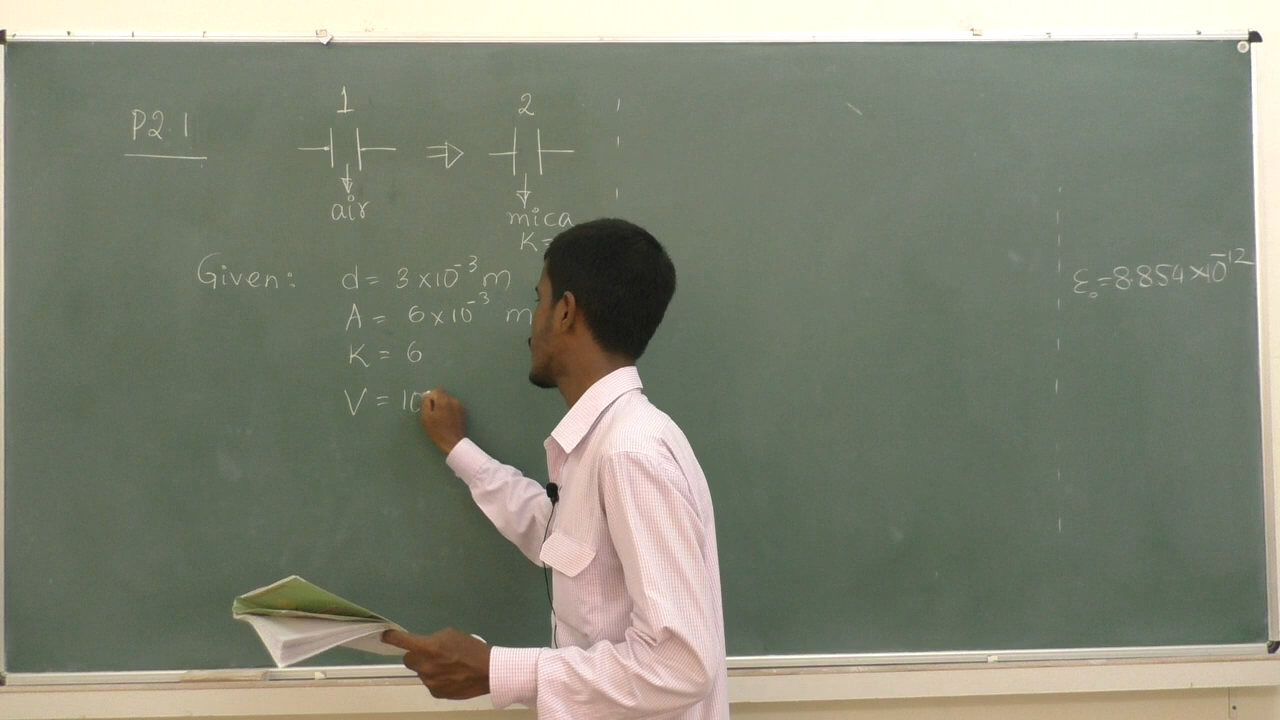 P2.1
1
2
air
mica
K=
Given: d = 3×10⁻³ m
A = 6×10⁻³ m
K = 6
V = 10
ε₀=8.854×10⁻¹²